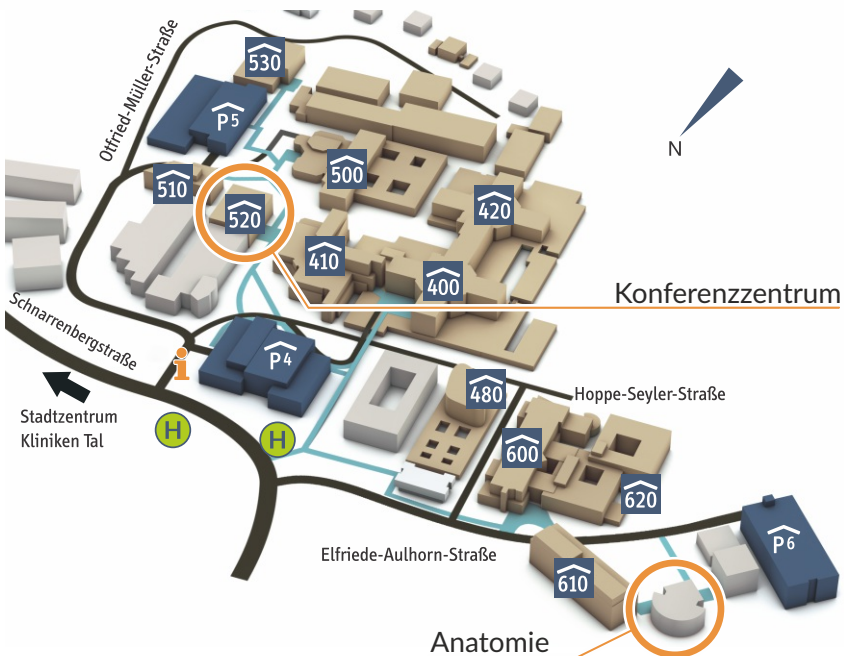 530
Otfried-Müller-Straße
P5
N
500
510
520
420
410
400
Konferenzzentrum
Schnarrenbergstraße
P4
i
Stadtzentrum
Kliniken Tal
H
H
480
Hoppe-Seyler-Straße
600
620
P6
Elfriede-Aulhorn-Straße
610
Anatomie